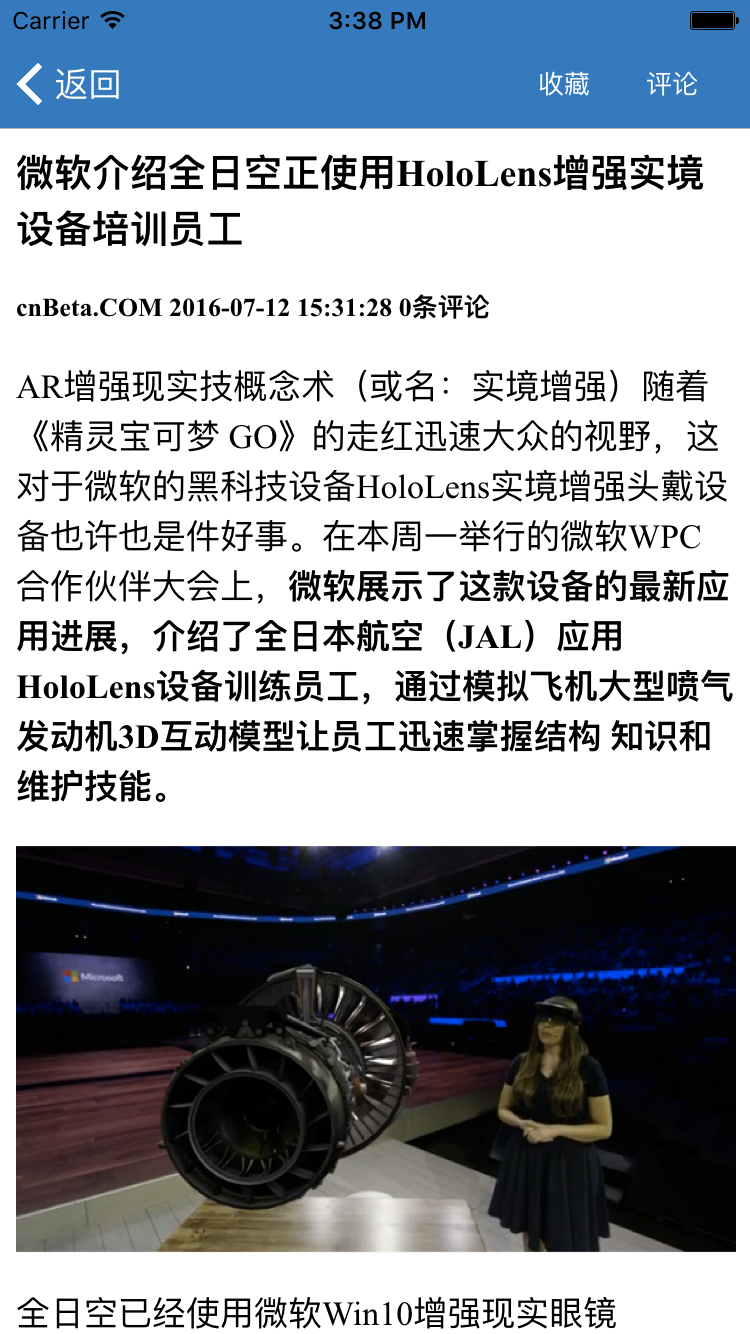 Carrier 3:38 PM
返回 收藏 评论
微软介绍全日空正使用HoloLens增强实境
设备培训员工
cnBeta.COM 2016-07-12 15:31:28 0条评论
AR增强现实技概念术（或名：实境增强）随着
《精灵宝可梦 GO》的走红迅速大众的视野，这
对于微软的黑科技设备HoloLens实境增强头戴设
备也许也是件好事。在本周一举行的微软WPC
合作伙伴大会上，微软展示了这款设备的最新应
用进展，介绍了全日本航空（JAL）应用
HoloLens设备训练员工，通过模拟飞机大型喷气
发动机3D互动模型让员工迅速掌握结构 知识和
维护技能。
Microsoft
全日空已经使用微软Win10增强现实眼镜